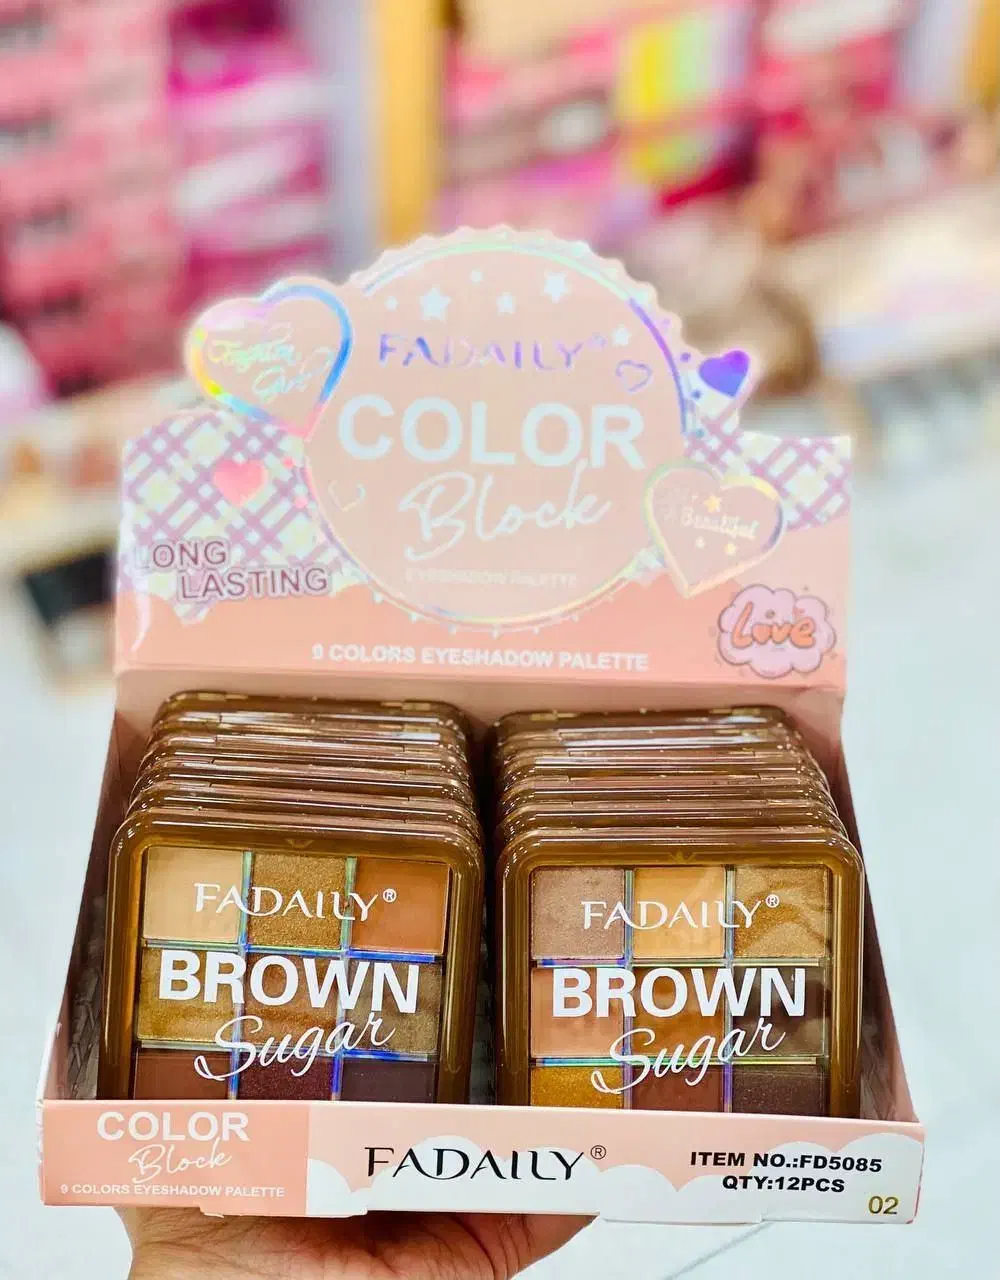 FADAILY®
Fashion
Girl
COLOR
Block
Beautiful
EYESHADOW PALETTE
LONG
LASTING
Love
9 COLORS EYESHADOW PALETTE
FADAILY®
BROWN
Sugar
FADAILY®
BROWN
Sugar
COLOR
Block
9 COLORS EYESHADOW PALETTE
FADAILY®
ITEM NO.:FD5085
QTY:12PCS
02